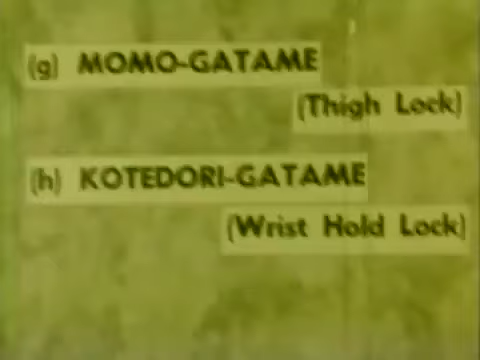 (g) MOMO-GATAME
(Thigh Lock)
(h) KOTEDORI-GATAME
(Wrist Hold Lock)